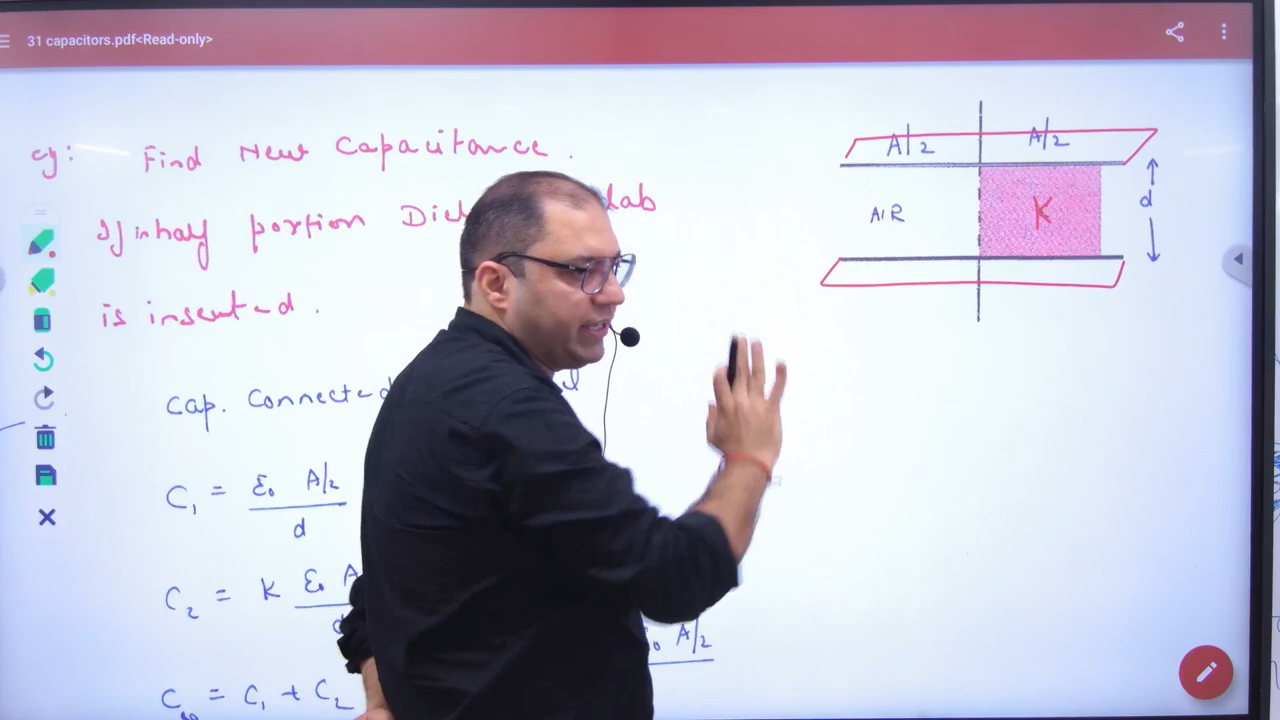 31 capacitors.pdf<Read-only>
eg: Find New Capacitance.
If in half portion
is inserted.
Cap. Connected
C₁ = ε₀ A/2
d
C₂ = K ε₀ A
C = C₁ + C₂
A/2
A/2 A/2
AIR K d